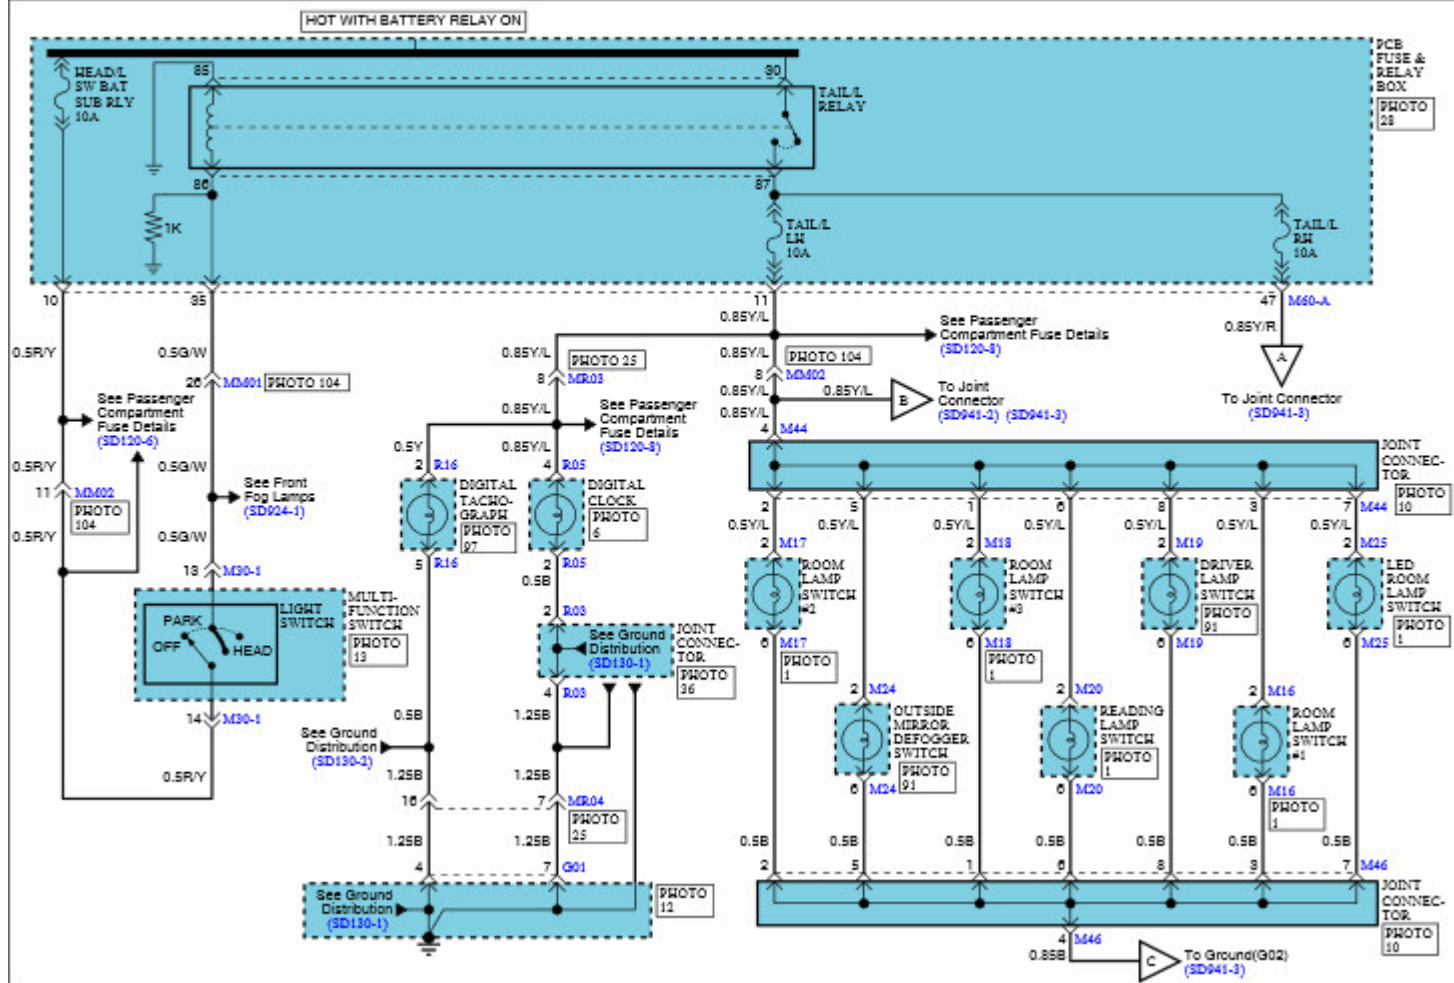 HOT WITH BATTERY RELAY ON
PCB
FUSE &
RELAY
BOX
PHOTO
28
HEAD/L
SW BAT
SUB RLY
10A
85
90
TAIL/L
RELAY
86
87
1K
TAIL/L
LH
10A
TAIL/L
RH
10A
10
35
11
47
M60-A
0.85Y/L
0.85Y/R
See Passenger
Compartment Fuse Details
(SD120-8)
A
To Joint Connector
(SD941-3)
0.5R/Y
0.5G/W
0.85Y/L
PHOTO 25
0.85Y/L
PHOTO 104
26
MM01
PHOTO 104
8
MR03
8
MM02
0.85Y/L
0.85Y/L
B
To Joint
Connector
(SD941-2) (SD941-3)
See Passenger
Compartment
Fuse Details
(SD120-6)
0.85Y/L
See Passenger
Compartment
Fuse Details
(SD120-8)
0.85Y/L
4
M44
0.5Y
0.85Y/L
JOINT
CONNEC-
TOR
PHOTO
10
0.5R/Y
0.5G/W
2
R16
4
R05
11
MM02
PHOTO
104
See Front
Fog Lamps
(SD924-1)
DIGITAL
TACHO-
GRAPH
PHOTO
97
DIGITAL
CLOCK
PHOTO
6
2
5
1
6
8
3
7
M44
0.5Y/L
0.5Y/L
0.5Y/L
0.5Y/L
0.5Y/L
0.5Y/L
0.5Y/L
0.5R/Y
0.5G/W
2
M17
2
M18
2
M19
2
M25
5
R16
2
R05
13
M30-1
0.5B
ROOM
LAMP
SWITCH
#2
ROOM
LAMP
SWITCH
#3
DRIVER
LAMP
SWITCH
PHOTO
91
LED
ROOM
LAMP
SWITCH
PHOTO
1
LIGHT
SWITCH
PARK
OFF
HEAD
MULTI-
FUNCTION
SWITCH
PHOTO
13
2
R03
See Ground
Distribution
(SD130-1)
JOINT
CONNEC-
TOR
PHOTO
36
6
M17
PHOTO
1
6
M18
PHOTO
1
6
M19
6
M25
4
R03
2
M24
2
M20
2
M16
14
M30-1
0.5B
1.25B
OUTSIDE
MIRROR
DEFOGGER
SWITCH
PHOTO
91
READING
LAMP
SWITCH
PHOTO
1
ROOM
LAMP
SWITCH
#1
See Ground
Distribution
(SD130-2)
0.5R/Y
1.25B
1.25B
6
M24
6
M20
6
M16
PHOTO
1
16
7
MR04
PHOTO
25
1.25B
1.25B
0.5B
0.5B
0.5B
0.5B
0.5B
0.5B
0.5B
4
7
G01
2
5
1
6
8
3
7
M46
See Ground
Distribution
(SD130-1)
PHOTO
12
JOINT
CONNEC-
TOR
PHOTO
10
4
M46
0.85B
C
To Ground(G02)
(SD941-3)